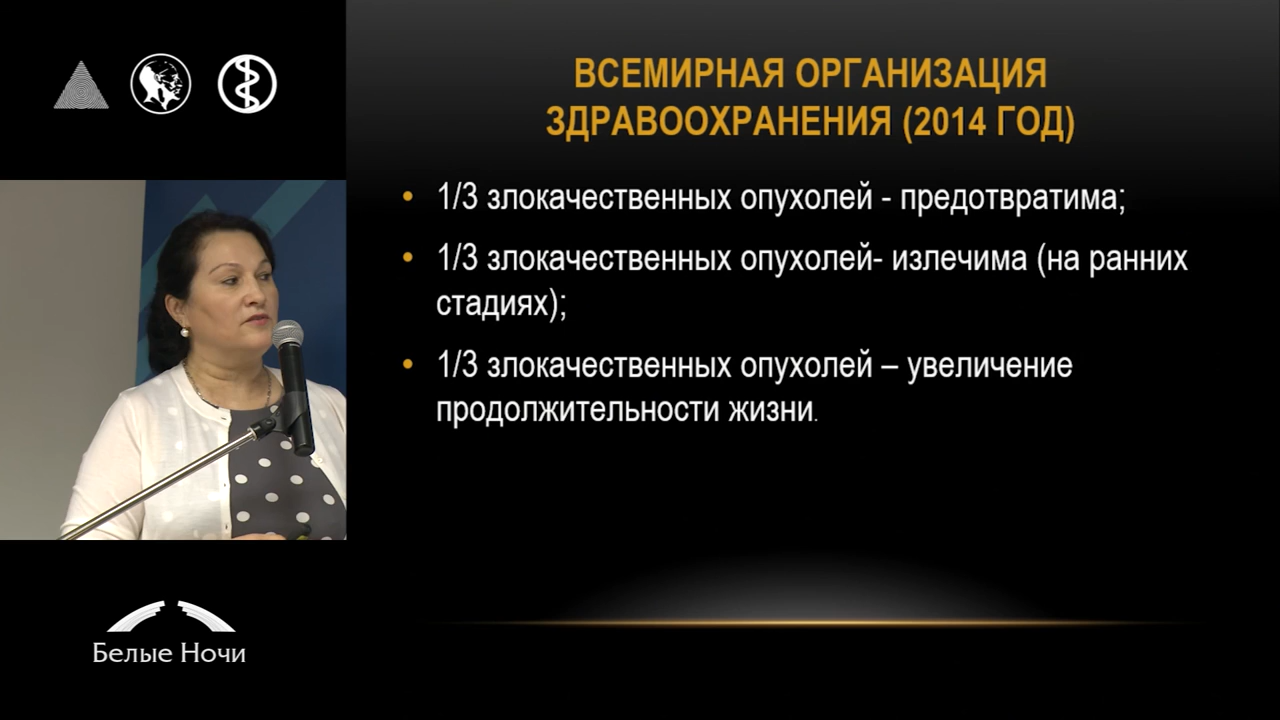 ВСЕМИРНАЯ ОРГАНИЗАЦИЯ
ЗДРАВООХРАНЕНИЯ (2014 ГОД)
• 1/3 злокачественных опухолей - предотвратима;
• 1/3 злокачественных опухолей- излечима (на ранних
стадиях);
• 1/3 злокачественных опухолей – увеличение
продолжительности жизни.
Белые Ночи